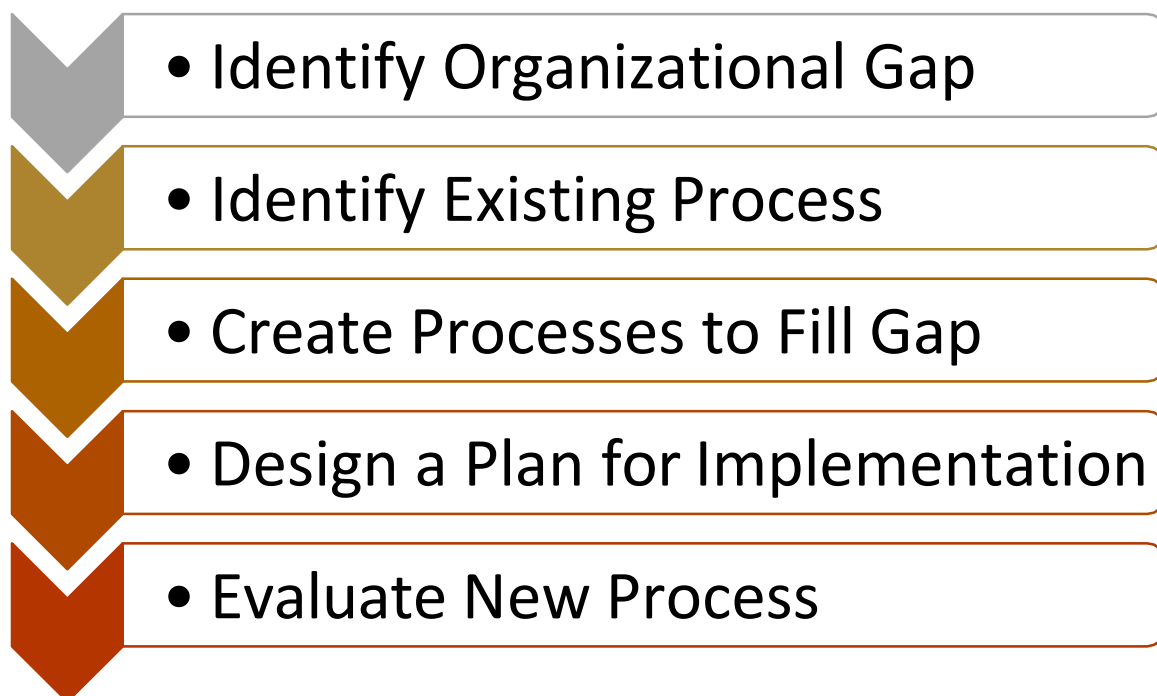 • Identify Organizational Gap
• Identify Existing Process
• Create Processes to Fill Gap
• Design a Plan for Implementation
• Evaluate New Process